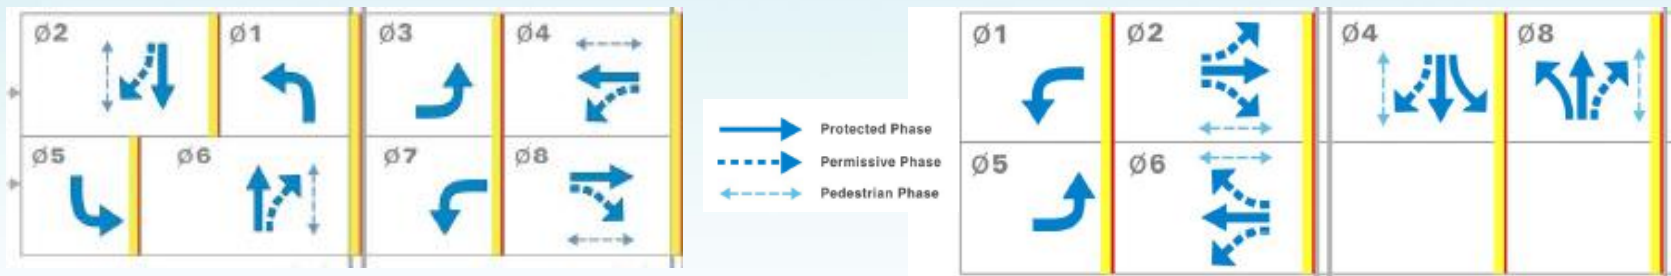 Ø2
Ø1
Ø3
Ø4
Ø5
Ø6
Ø7
Ø8
Protected Phase
Permissive Phase
Pedestrian Phase
Ø1
Ø2
Ø4
Ø8
Ø5
Ø6